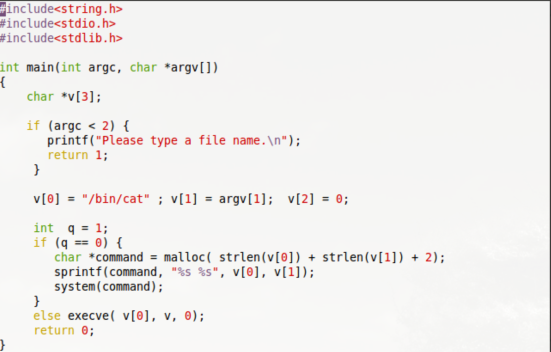 #include<string.h>
#include<stdio.h>
#include<stdlib.h>
int main(int argc, char *argv[])
{
    char *v[3];
    if (argc < 2) {
       printf("Please type a file name.\n");
       return 1;
     }
     v[0] = "/bin/cat" ; v[1] = argv[1];  v[2] = 0;
     int  q = 1;
     if (q == 0) {
        char *command = malloc( strlen(v[0]) + strlen(v[1]) + 2);
        sprintf(command, "%s %s", v[0], v[1]);
        system(command);
     }
     else execve( v[0], v, 0);
     return 0;
}